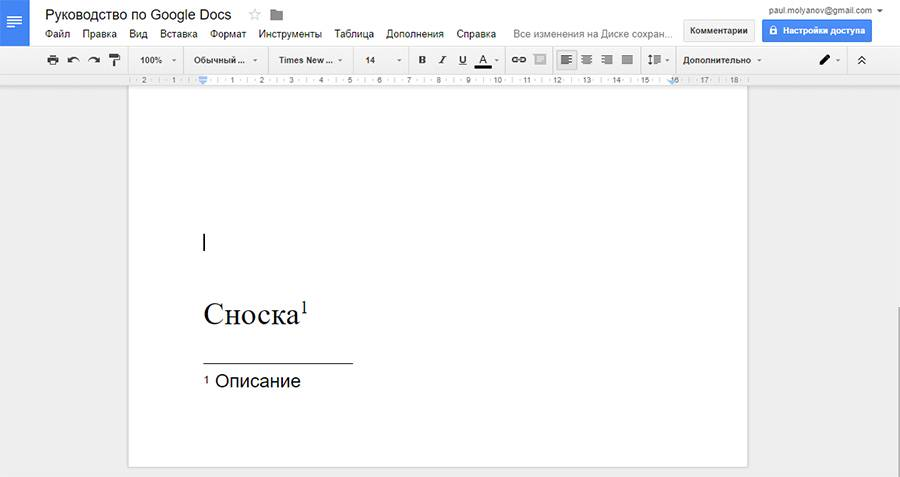 Руководство по Google Docs
paul.molyanov@gmail.com
Файл Правка Вид Вставка Формат Инструменты Таблица Дополнения Справка Все изменения на Диске сохран...
Комментарии
Настройки доступа
100% Обычный ... Times New ... 14 B I U A Дополнительно
2 1 1 2 3 4 5 6 7 8 9 10 11 12 13 14 15 16 17 18
Сноска¹
¹ Описание